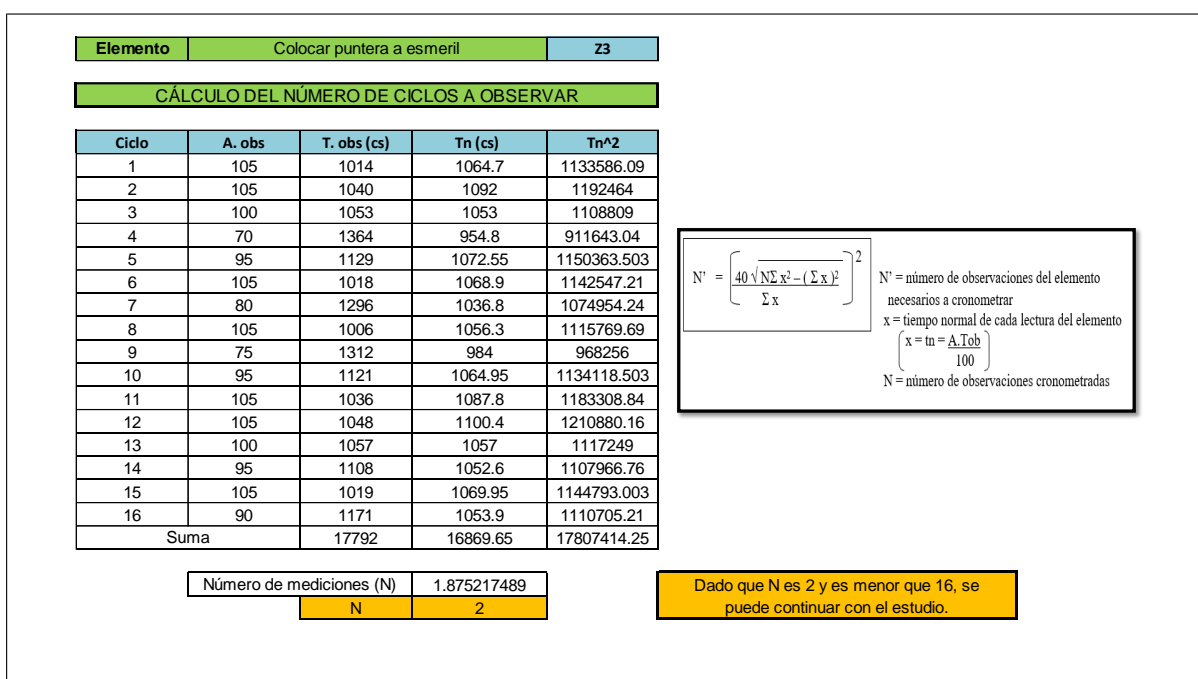 Elemento Colocar puntera a esmeril Z3
CÁLCULO DEL NÚMERO DE CICLOS A OBSERVAR
Ciclo A. obs T. obs (cs) Tn (cs) Tn^2
1 105 1014 1064.7 1133586.09
2 105 1040 1092 1192464
3 100 1053 1053 1108809
4 70 1364 954.8 911643.04
5 95 1129 1072.55 1150363.503
6 105 1018 1068.9 1142547.21
7 80 1296 1036.8 1074954.24
8 105 1006 1056.3 1115769.69
9 75 1312 984 968256
10 95 1121 1064.95 1134118.503
11 105 1036 1087.8 1183308.84
12 105 1048 1100.4 1210880.16
13 100 1057 1057 1117249
14 95 1108 1052.6 1107966.76
15 105 1019 1069.95 1144793.003
16 90 1171 1053.9 1110705.21
Suma 17792 16869.65 17807414.25
N' = ( 40 √ NΣ x² – ( Σ x )² / Σ x ) 2
N' = número de observaciones del elemento
necesarios a cronometrar
x = tiempo normal de cada lectura del elemento
( x = tn = A.Tob / 100 )
N = número de observaciones cronometradas
Número de mediciones (N) 1.875217489
N 2
Dado que N es 2 y es menor que 16, se
puede continuar con el estudio.